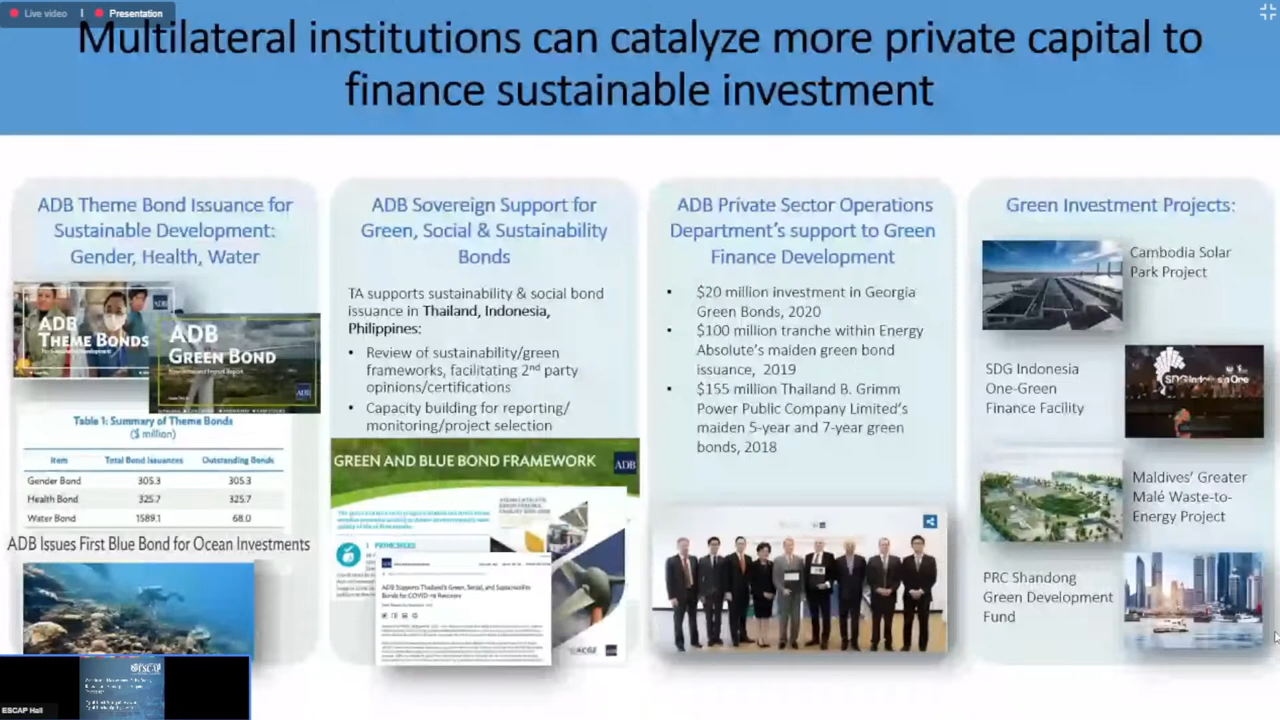 Live video
Presentation
Multilateral institutions can catalyze more private capital to
finance sustainable investment
ADB Theme Bond Issuance for
Sustainable Development:
Gender, Health, Water
ADB
THEME BONDS
ADB
ADB
GREEN BOND
ADB
Table 1: Summary of Theme Bonds
($ million)
Item Total Bond Issuances Outstanding Bonds
Gender Bond 305.3 305.3
Health Bond 325.7 325.7
Water Bond 1589.1 68.0
ADB Issues First Blue Bond for Ocean Investments
ESCAP
ESCAP Hall
ADB Sovereign Support for
Green, Social & Sustainability
Bonds
TA supports sustainability & social bond
issuance in Thailand, Indonesia,
Philippines:
• Review of sustainability/green
frameworks, facilitating 2nd party
opinions/certifications
• Capacity building for reporting/
monitoring/project selection
GREEN AND BLUE BOND FRAMEWORK
ADB
ADB Supports Thailand's Green, Social, and Sustainability
Bonds for COVID-19 Recovery
ACGF
ADB Private Sector Operations
Department's support to Green
Finance Development
• $20 million investment in Georgia
Green Bonds, 2020
• $100 million tranche within Energy
Absolute's maiden green bond
issuance, 2019
• $155 million Thailand B. Grimm
Power Public Company Limited's
maiden 5-year and 7-year green
bonds, 2018
Green Investment Projects:
Cambodia Solar
Park Project
SDG Indonesia
One-Green
Finance Facility
SDG Indonesia One
Maldives' Greater
Malé Waste-to-
Energy Project
PRC Shandong
Green Development
Fund